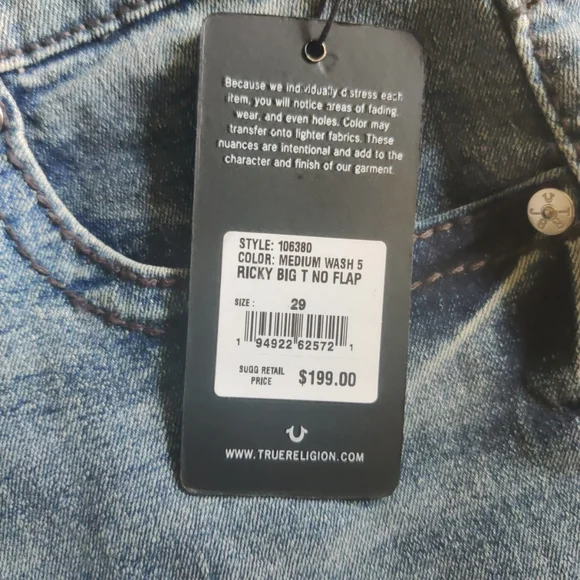 Because we individually distress each
item, you will notice areas of fading,
wear, and even holes. Color may
transfer onto lighter fabrics. These
nuances are intentional and add to the
character and finish of our garment.
STYLE: 106380
COLOR: MEDIUM WASH 5
RICKY BIG T NO FLAP
SIZE: 29
1 94922 62572 1
SUGG RETAIL
PRICE $199.00
WWW.TRUERELIGION.COM